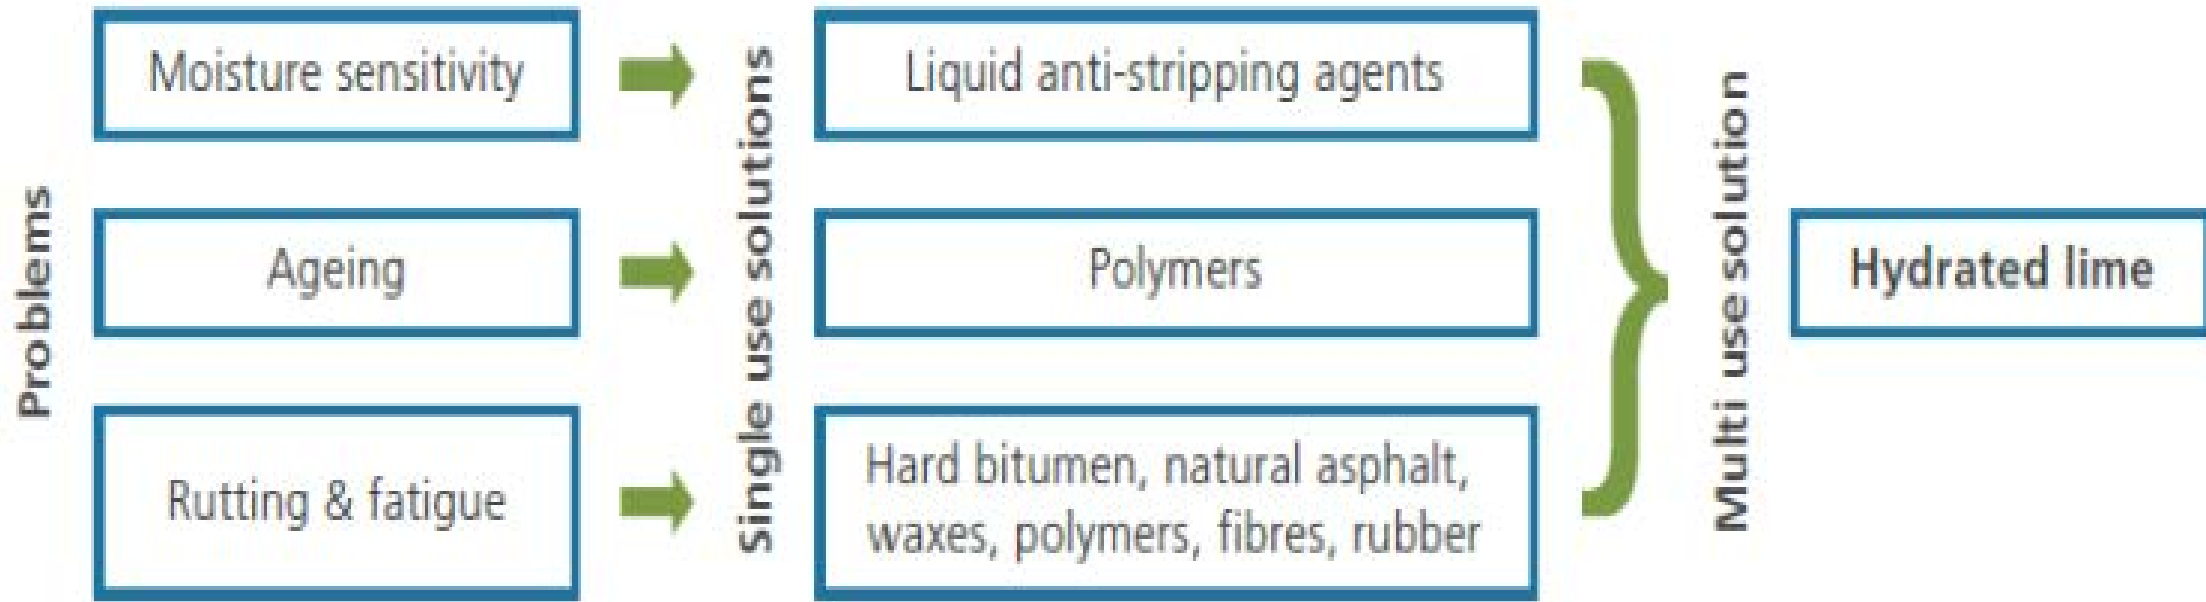 Problems
Moisture sensitivity
Ageing
Rutting & fatigue
Single use solutions
Liquid anti-stripping agents
Polymers
Hard bitumen, natural asphalt,
waxes, polymers, fibres, rubber
Multi use solution
Hydrated lime